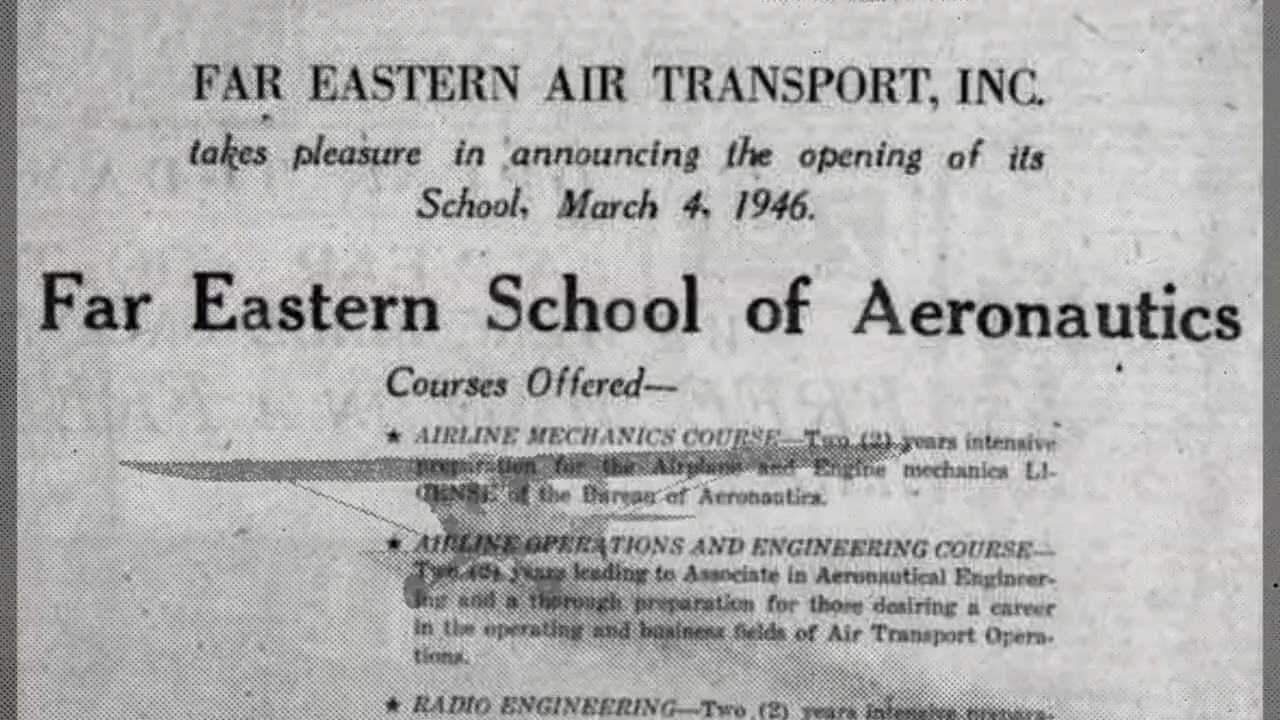 FAR EASTERN AIR TRANSPORT, INC.
takes pleasure in announcing the opening of its
School, March 4, 1946.
Far Eastern School of Aeronautics
Courses Offered—
★ AIRLINE MECHANICS COURSE—Two (2) years intensive
preparation for the Airplane and Engine mechanics LI-
CENSE of the Bureau of Aeronautics.
★ AIRLINE OPERATIONS AND ENGINEERING COURSE—
Two (2) years leading to Associate in Aeronautical Engineer-
ing and a thorough preparation for those desiring a career
in the operating and business fields of Air Transport Opera-
tions.
★ RADIO ENGINEERING—Two (2) years intensive